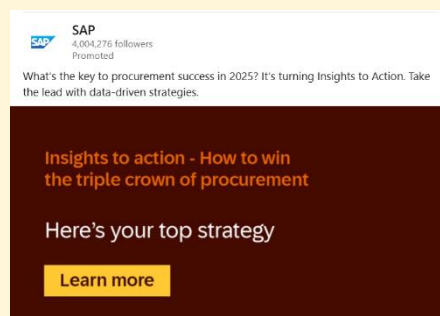 SAP
SAP
4,004,276 followers
Promoted
What's the key to procurement success in 2025? It's turning Insights to Action. Take
the lead with data-driven strategies.
Insights to action - How to win
the triple crown of procurement
Here's your top strategy
Learn more